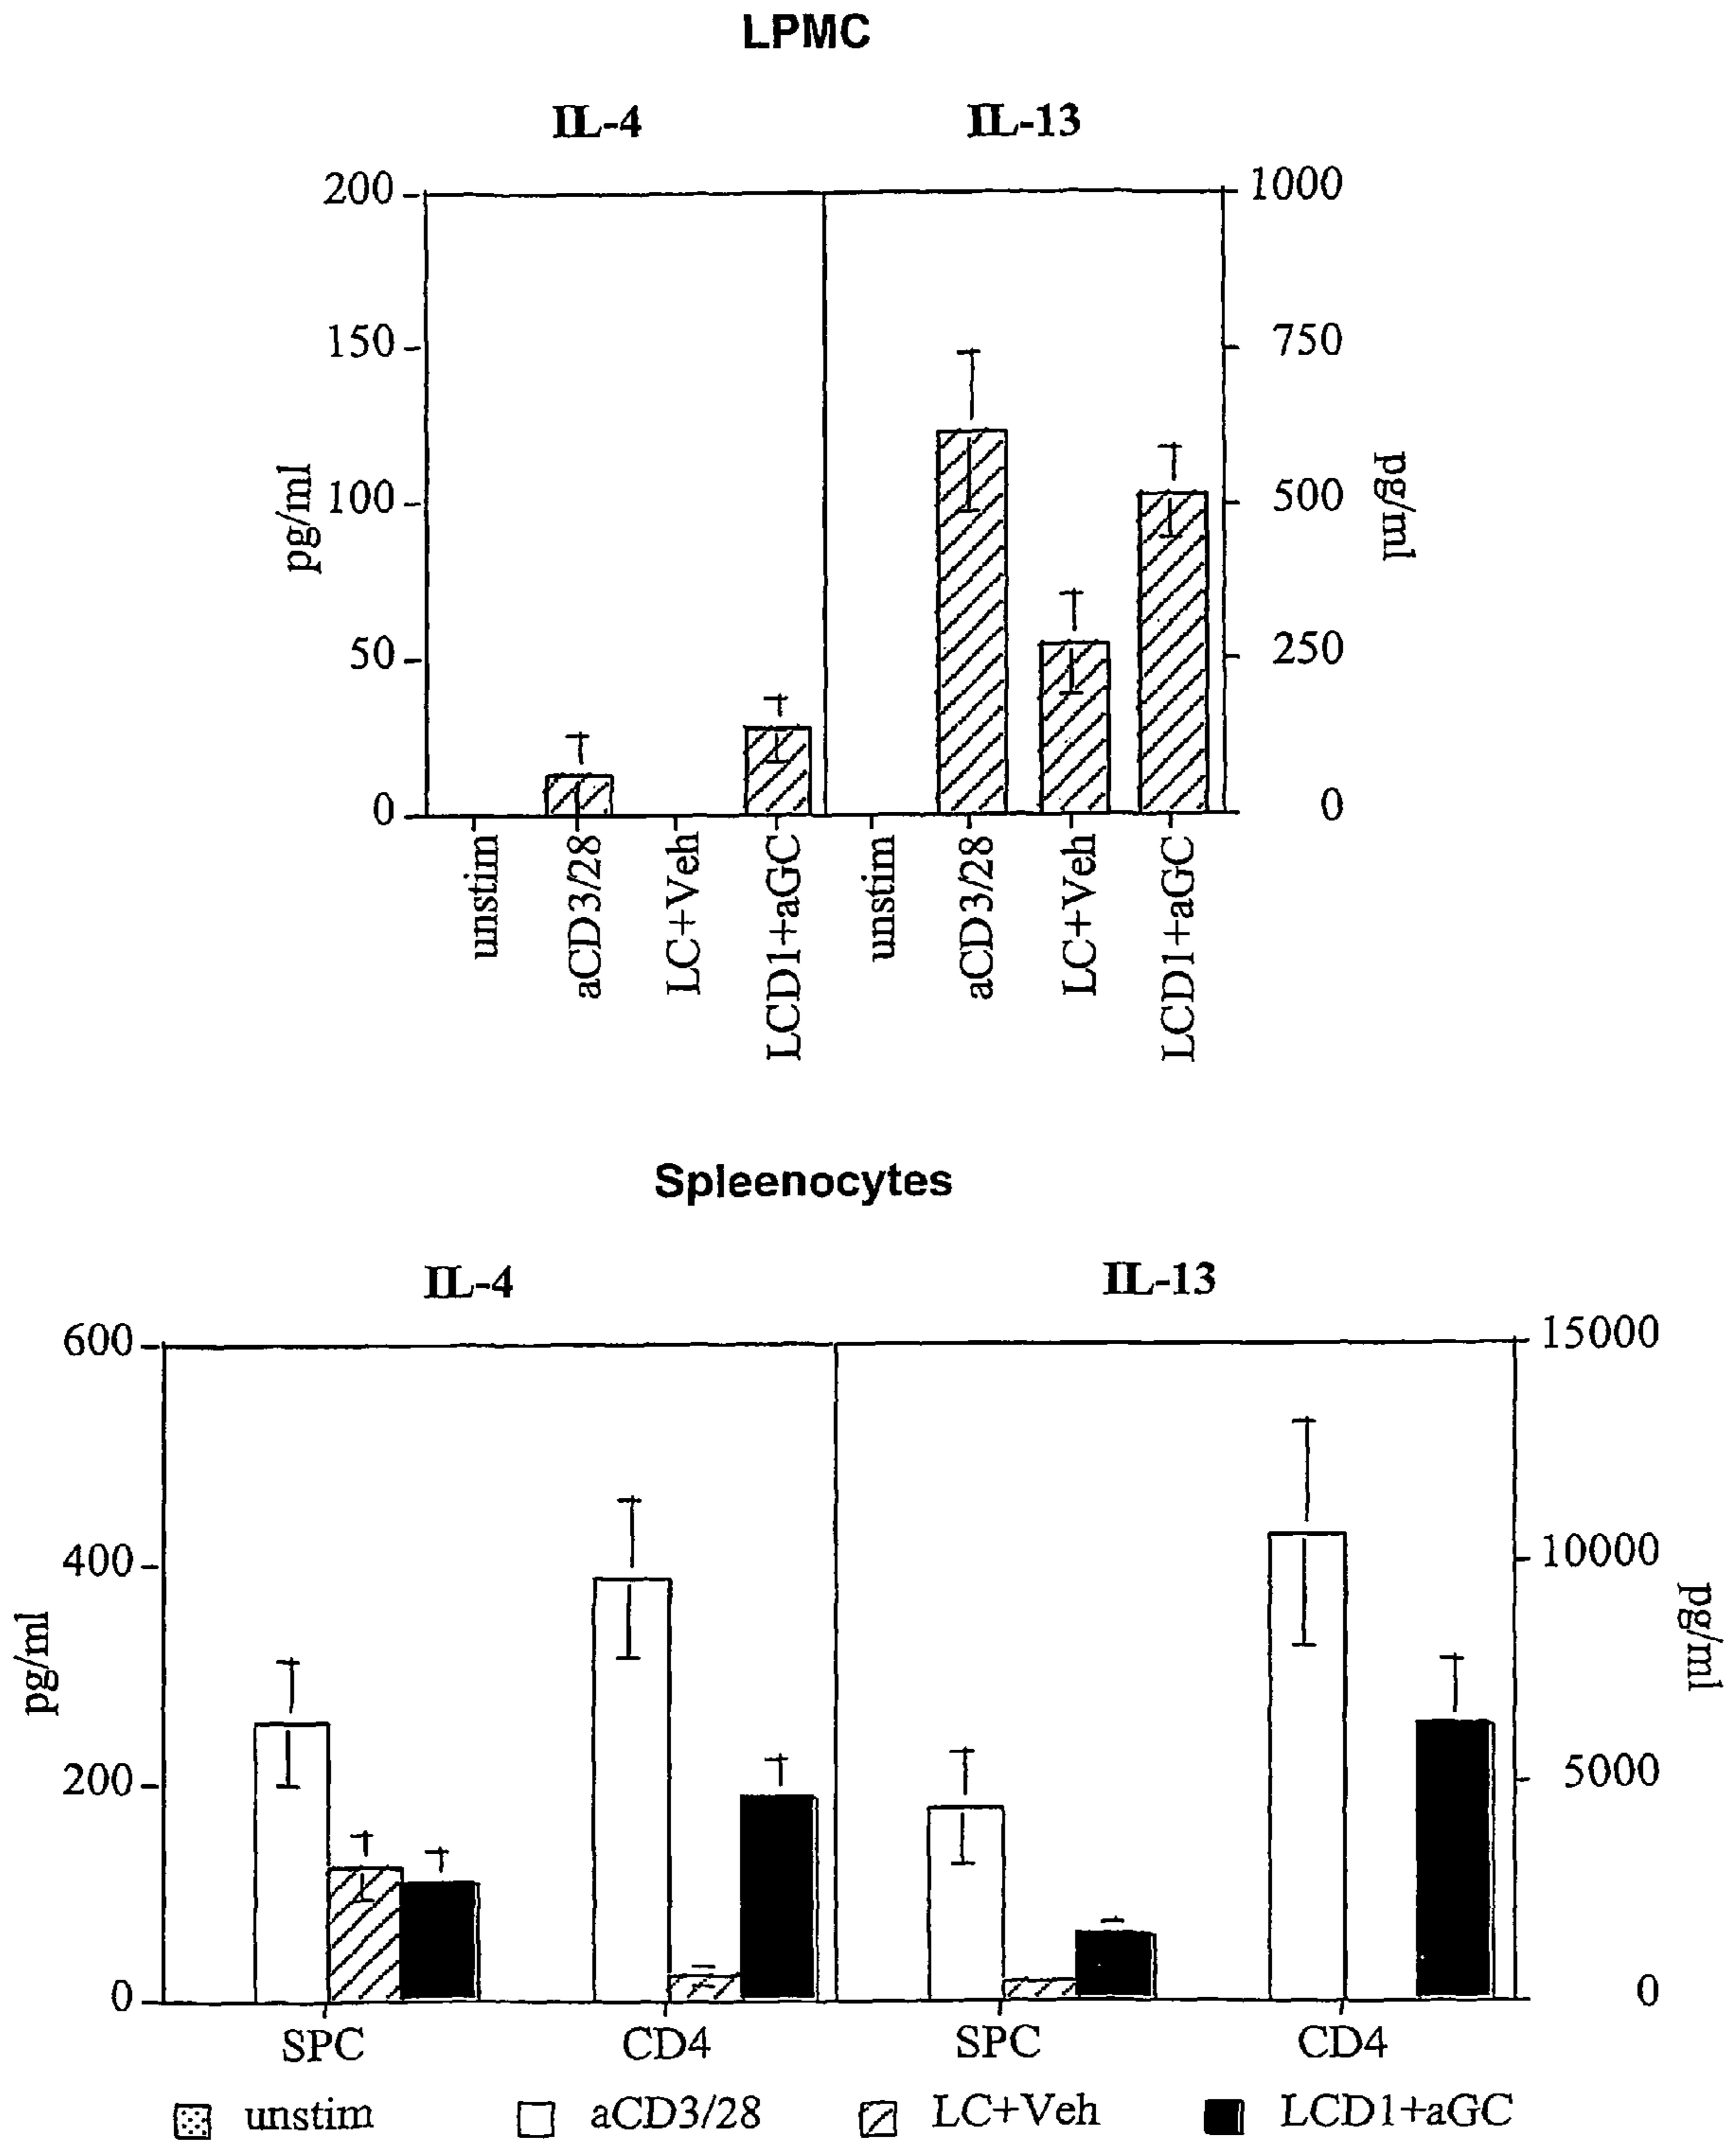 LPMC
IL-4 IL-13
200 1000
150 750
100 500
50 250
0 0
pg/ml pg/ml
unstim aCD3/28 LC+Veh LCD1+aGC unstim aCD3/28 LC+Veh LCD1+aGC
Spleenocytes
IL-4 IL-13
600 15000
400 10000
200 5000
0 0
pg/ml pg/ml
SPC CD4 SPC CD4
unstim aCD3/28 LC+Veh LCD1+aGC